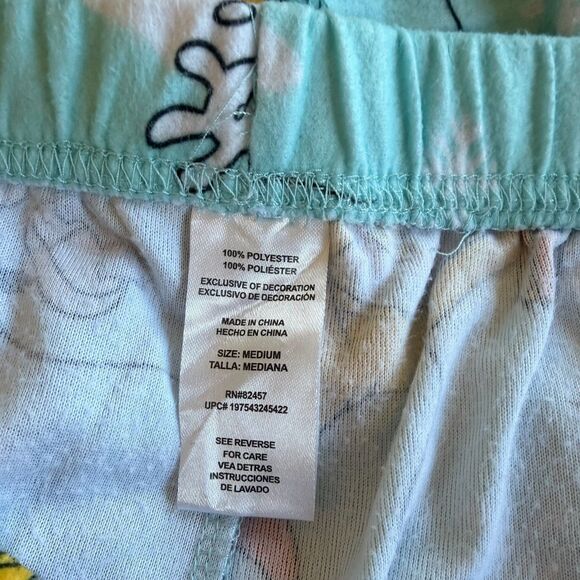 100% POLYESTER
100% POLIÉSTER
EXCLUSIVE OF DECORATION
EXCLUSIVO DE DECORACIÓN
MADE IN CHINA
HECHO EN CHINA
SIZE: MEDIUM
TALLA: MEDIANA
RN#82457
UPC# 197543245422
SEE REVERSE
FOR CARE
VEA DETRAS
INSTRUCCIONES
DE LAVADO